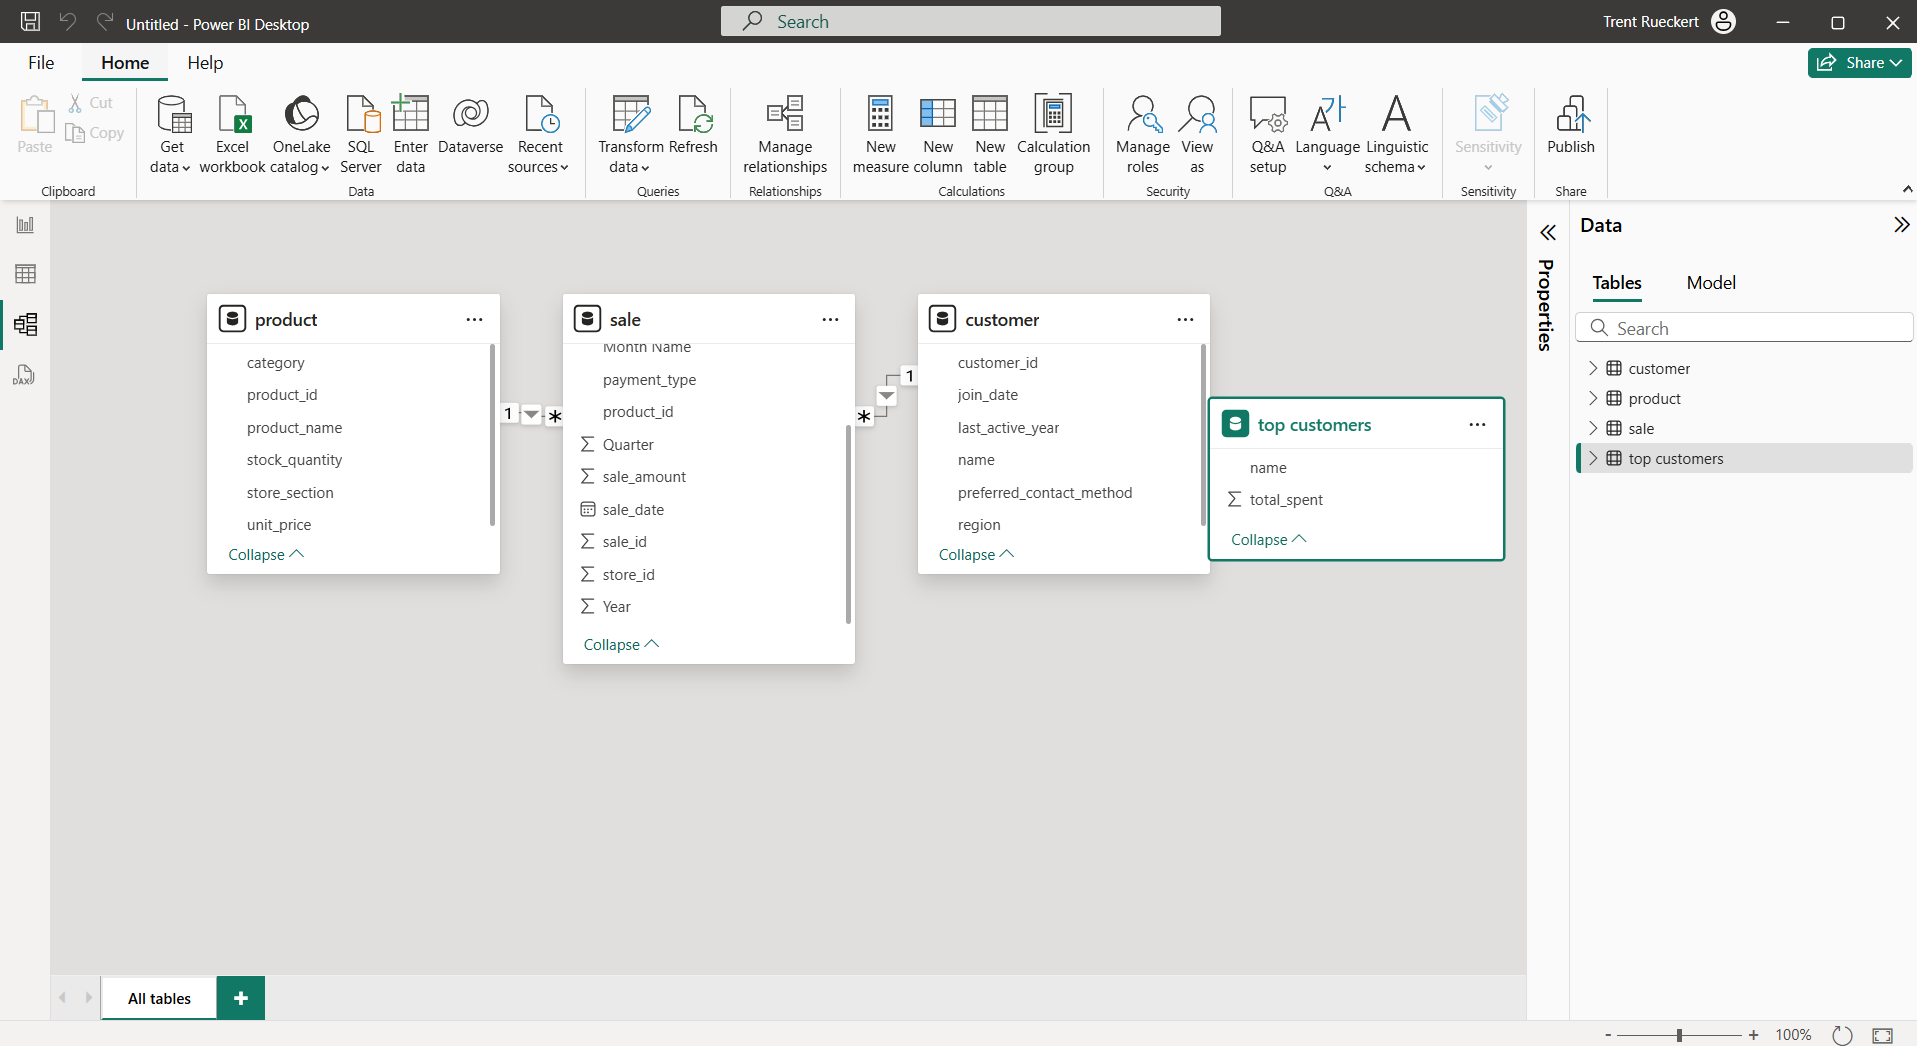 Untitled - Power BI Desktop
Search
Trent Rueckert
File
Home
Help
Share
Paste
Cut
Copy
Clipboard
Get data
Excel workbook
OneLake catalog
SQL Server
Enter data
Dataverse
Recent sources
Data
Transform data
Refresh
Queries
Manage relationships
Relationships
New measure
New column
New table
Calculation group
Calculations
Manage roles
View as
Security
Q&A setup
Language
Linguistic schema
Q&A
Sensitivity
Sensitivity
Publish
Share
product
category
product_id
product_name
stock_quantity
store_section
unit_price
Collapse
1
*
sale
Month Name
payment_type
product_id
Quarter
sale_amount
sale_date
sale_id
store_id
Year
Collapse
*
1
customer
customer_id
join_date
last_active_year
name
preferred_contact_method
region
Collapse
top customers
name
total_spent
Collapse
Properties
Data
Tables
Model
Search
customer
product
sale
top customers
DAX
All tables
+
- + 100%